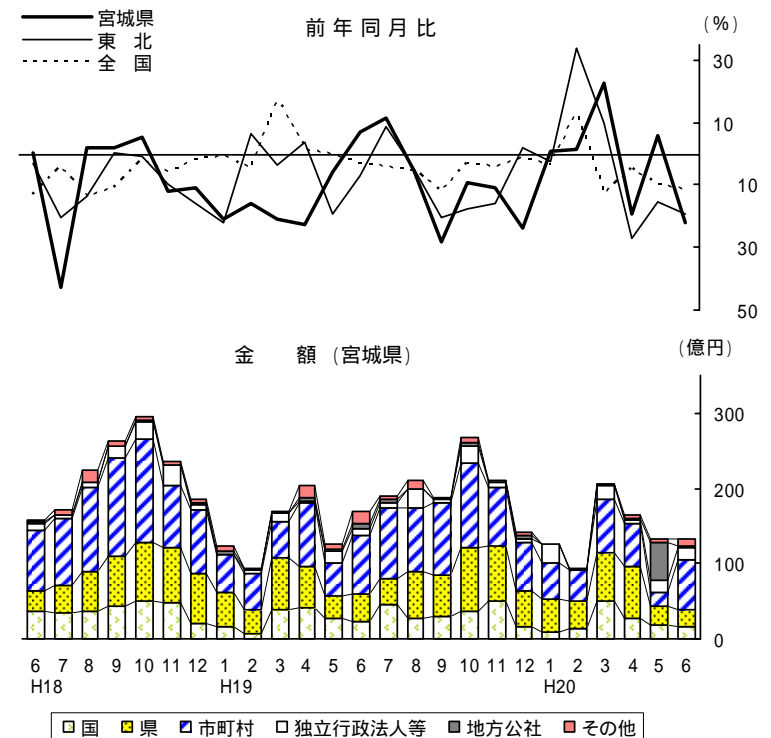 宮城県
東 北
全 国
前 年 同 月 比
(%)
30
10
10
30
50
金 額 (宮城県)
(億円)
300
200
100
0
6 7 8 9 10 11 12 1 2 3 4 5 6 7 8 9 10 11 12 1 2 3 4 5 6
H18 H19 H20
国 県 市町村 独立行政法人等 地方公社 その他